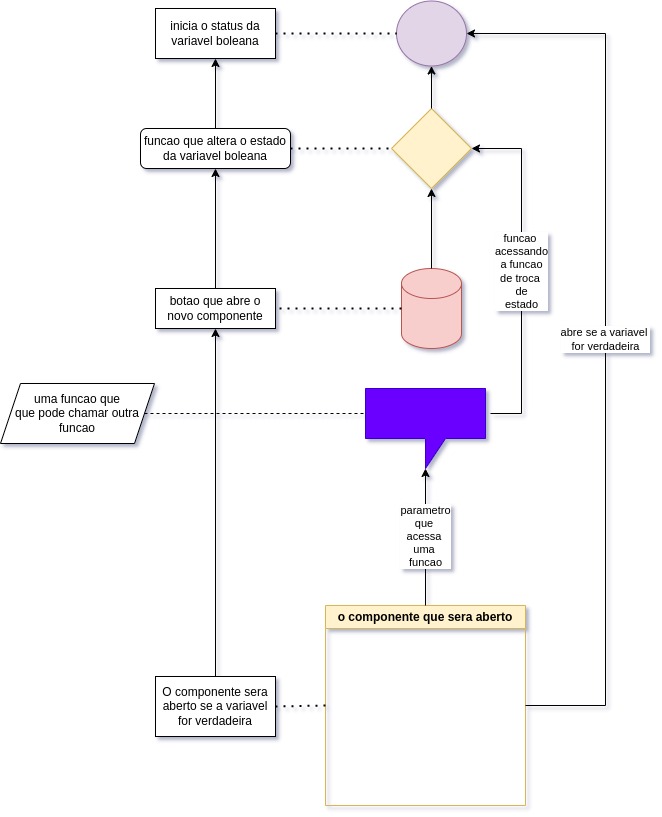 inicia o status da
variavel boleana
funcao que altera o estado
da variavel boleana
funcao
acessando
a funcao
de troca
de
estado
botao que abre o
novo componente
abre se a variavel
for verdadeira
uma funcao que
que pode chamar outra
funcao
parametro
que
acessa
uma
funcao
o componente que sera aberto
O componente sera
aberto se a variavel
for verdadeira